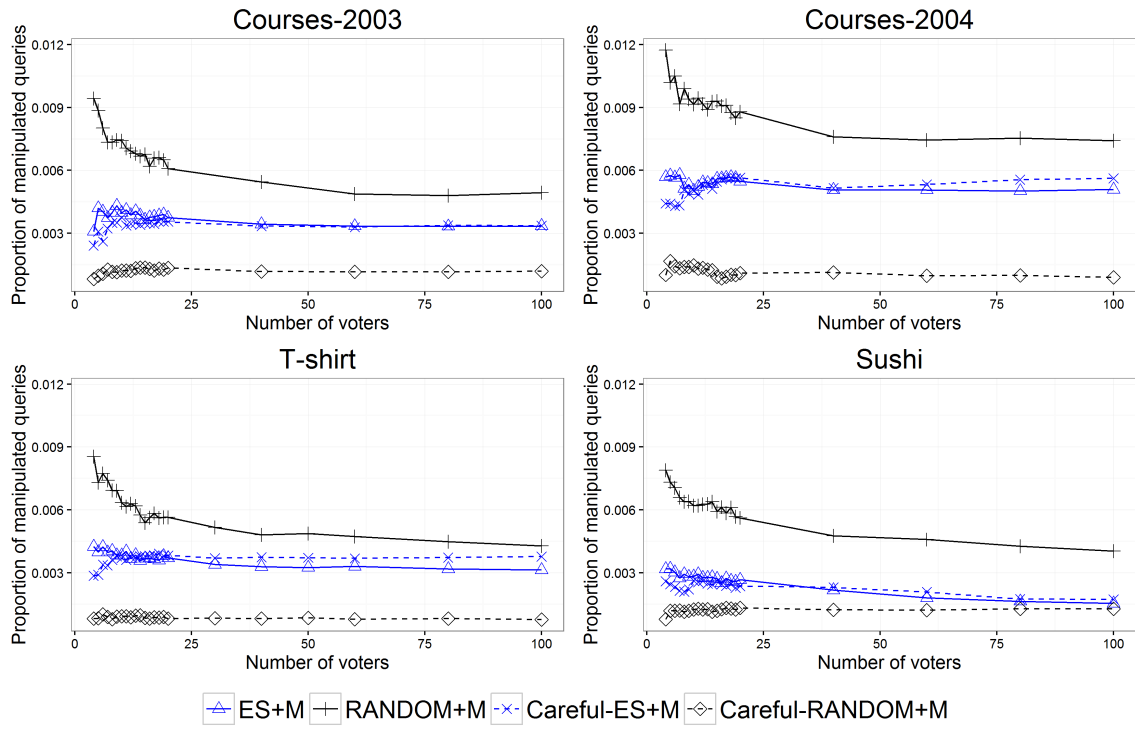 Courses-2003
Courses-2004
Proportion of manipulated queries
0.012
0.009
0.006
0.003
0 25 50 75 100
Number of voters
Proportion of manipulated queries
0.012
0.009
0.006
0.003
0 25 50 75 100
Number of voters
T-shirt
Sushi
Proportion of manipulated queries
0.012
0.009
0.006
0.003
0 25 50 75 100
Number of voters
Proportion of manipulated queries
0.012
0.009
0.006
0.003
0 25 50 75 100
Number of voters
ES+M RANDOM+M Careful-ES+M Careful-RANDOM+M